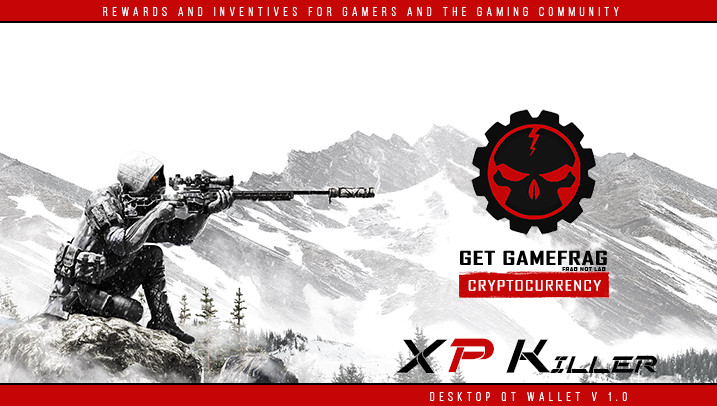 REWARDS AND INVENTIVES FOR GAMERS AND THE GAMING COMMUNITY
GET GAMEFRAG
FRAG NOT LAG
CRYPTOCURRENCY
XP KILLER
DESKTOP QT WALLET V 1.0